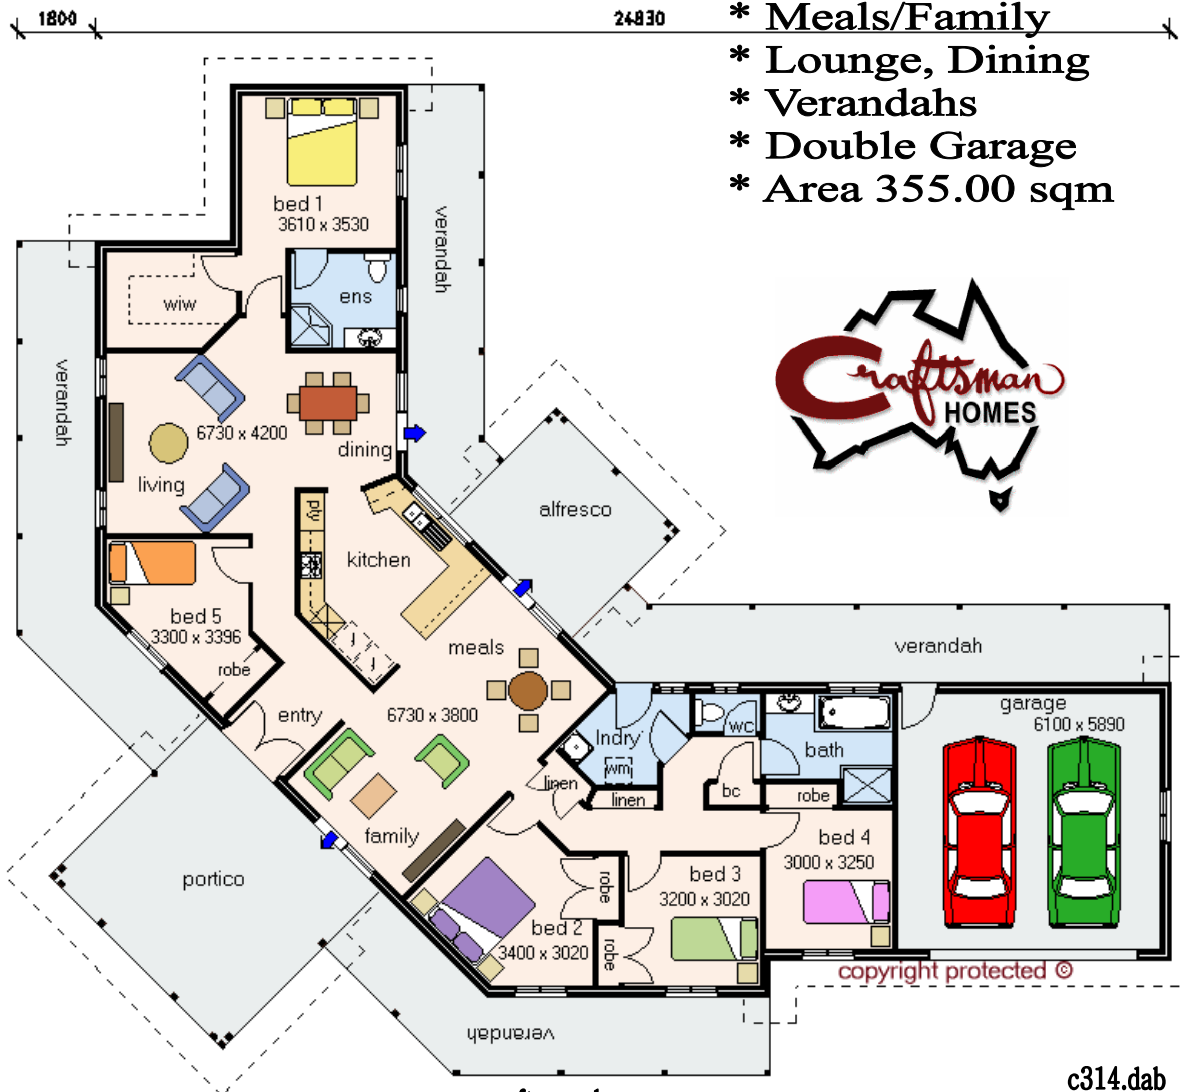 1800
24830
* Meals/Family
* Lounge, Dining
* Verandahs
* Double Garage
* Area 355.00 sqm
bed 1
3610 x 3530
verandah
wiw
ens
verandah
Craftsman
HOMES
6730 x 4200
dining
living
alfresco
ply
kitchen
bed 5
3300 x 3396
robe
meals
verandah
entry
6730 x 3800
garage
6100 x 5890
lndry
wc
bath
wm
linen
linen
bc
robe
family
bed 4
3000 x 3250
portico
bed 3
3200 x 3020
robe
bed 2
3400 x 3020
robe
copyright protected ©
verandah
c314.dab